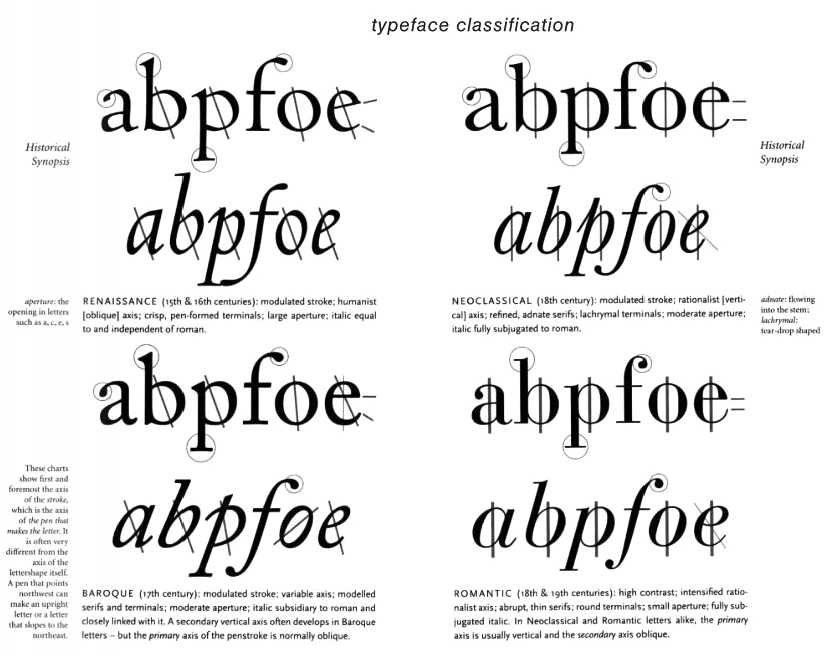 typeface classification
abpfoe
abpfoe
Historical
Synopsis
Historical
Synopsis
abpfoe
abpfoe
aperture: the
opening in letters
such as a, c, e, s
RENAISSANCE (15th & 16th centuries): modulated stroke; humanist
[oblique] axis; crisp, pen-formed terminals; large aperture; italic equal
to and independent of roman.
NEOCLASSICAL (18th century): modulated stroke; rationalist [verti-
cal] axis; refined, adnate serifs; lachrymal terminals; moderate aperture;
italic fully subjugated to roman.
adnate: flowing
into the stem;
lachrymal:
tear-drop shaped
abpfoe
abpfoe
abpfoe
abpfoe
These charts
show first and
foremost the axis
of the stroke,
which is the axis
of the pen that
makes the letter. It
is often very
different from the
axis of the
lettershape itself.
A pen that points
northwest can
make an upright
letter or a letter
that slopes to the
northeast.
BAROQUE (17th century): modulated stroke; variable axis; modelled
serifs and terminals; moderate aperture; italic subsidiary to roman and
closely linked with it. A secondary vertical axis often develops in Baroque
letters – but the primary axis of the penstroke is normally oblique.
ROMANTIC (18th & 19th centuries): high contrast; intensified ratio-
nalist axis; abrupt, thin serifs; round terminals; small aperture; fully sub-
jugated italic. In Neoclassical and Romantic letters alike, the primary
axis is usually vertical and the secondary axis oblique.